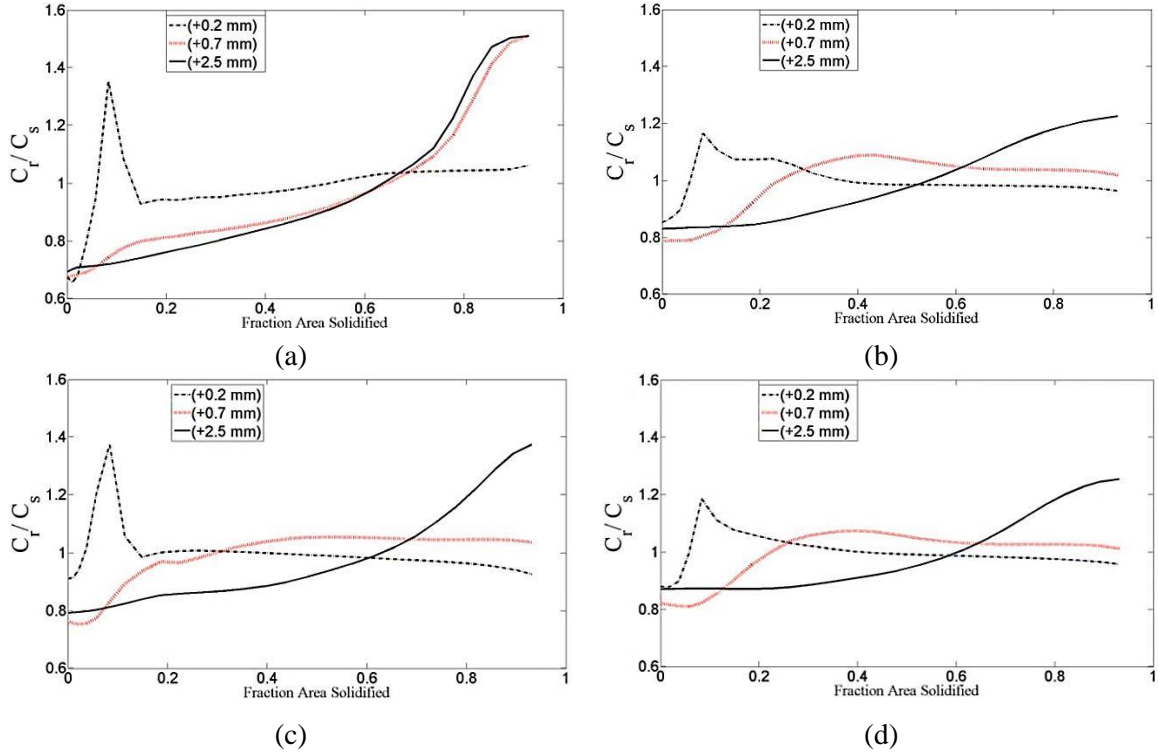 1.6
1.4
1.2
1
0.8
0.6
C_r/ C_s
(+0.2 mm)
(+0.7 mm)
(+2.5 mm)
0 0.2 0.4 0.6 0.8 1
Fraction Area Solidified
(a)
1.6
1.4
1.2
1
0.8
0.6
C_r/ C_s
(+0.2 mm)
(+0.7 mm)
(+2.5 mm)
0 0.2 0.4 0.6 0.8 1
Fraction Area Solidified
(b)
1.6
1.4
1.2
1
0.8
0.6
C_r/ C_s
(+0.2 mm)
(+0.7 mm)
(+2.5 mm)
0 0.2 0.4 0.6 0.8 1
Fraction Area Solidified
(c)
1.6
1.4
1.2
1
0.8
0.6
C_r/ C_s
(+0.2 mm)
(+0.7 mm)
(+2.5 mm)
0 0.2 0.4 0.6 0.8 1
Fraction Area Solidified
(d)